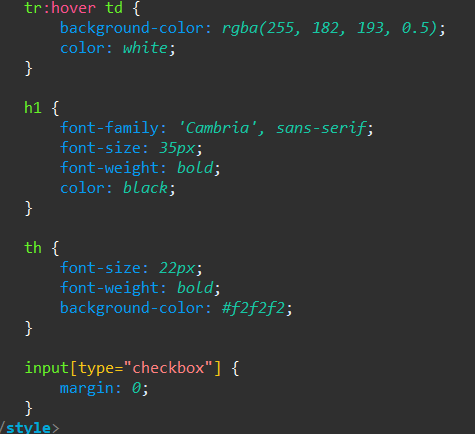 tr:hover td {
    background-color: rgba(255, 182, 193, 0.5);
    color: white;
}

h1 {
    font-family: 'Cambria', sans-serif;
    font-size: 35px;
    font-weight: bold;
    color: black;
}

th {
    font-size: 22px;
    font-weight: bold;
    background-color: #f2f2f2;
}

input[type="checkbox"] {
    margin: 0;
}
/style>